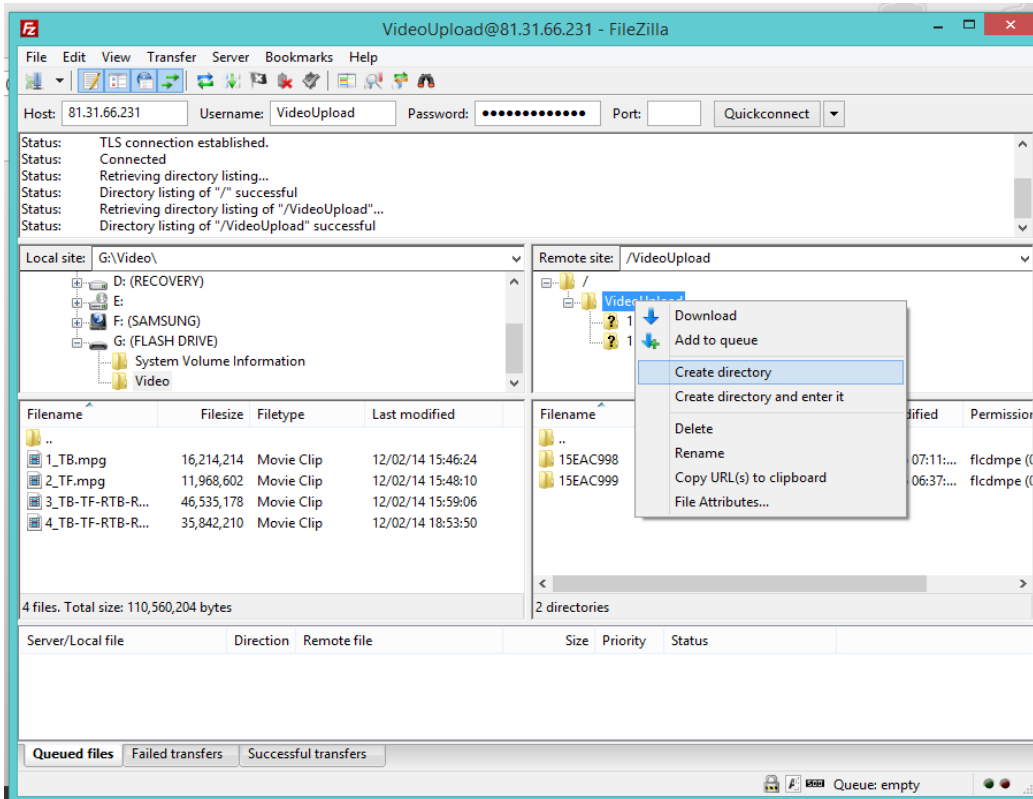 VideoUpload@81.31.66.231 - FileZilla
File Edit View Transfer Server Bookmarks Help
Host: 81.31.66.231 Username: VideoUpload Password: ●●●●●●●●●●●●● Port: Quickconnect
Status: TLS connection established.
Status: Connected
Status: Retrieving directory listing...
Status: Directory listing of "/" successful
Status: Retrieving directory listing of "/VideoUpload"...
Status: Directory listing of "/VideoUpload" successful
Local site: G:\Video\
D: (RECOVERY)
E:
F: (SAMSUNG)
G: (FLASH DRIVE)
System Volume Information
Video
Filename Filesize Filetype Last modified
..
1_TB.mpg 16,214,214 Movie Clip 12/02/14 15:46:24
2_TF.mpg 11,968,602 Movie Clip 12/02/14 15:48:10
3_TB-TF-RTB-R... 46,535,178 Movie Clip 12/02/14 15:59:06
4_TB-TF-RTB-R... 35,842,210 Movie Clip 12/02/14 18:53:50
4 files. Total size: 110,560,204 bytes
Remote site: /VideoUpload
/
VideoUpload
? 1
? 1
Download
Add to queue
Create directory
Create directory and enter it
Delete
Rename
Copy URL(s) to clipboard
File Attributes...
Filename dified Permission
..
15EAC998 07:11:... flcdmpe (0
15EAC999 06:37:... flcdmpe (0
2 directories
Server/Local file Direction Remote file Size Priority Status
Queued files Failed transfers Successful transfers
Queue: empty